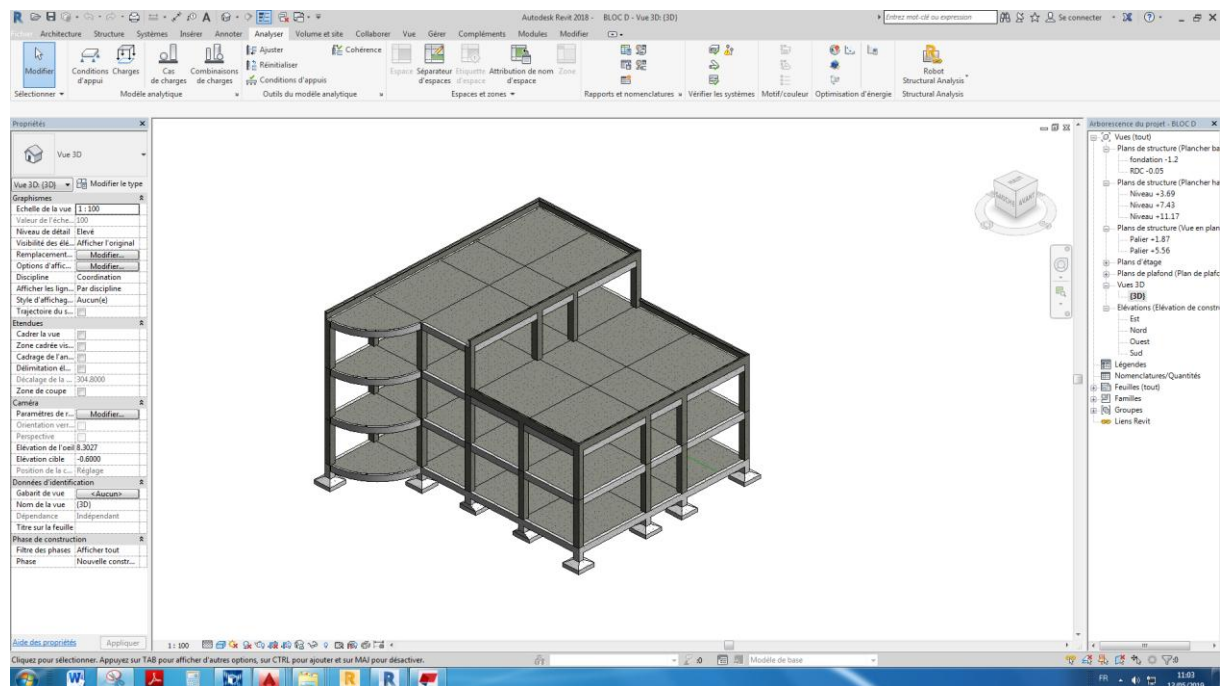 Autodesk Revit 2018 - BLOC D - Vue 3D: {3D}
Entrez mot-clé ou expression
Se connecter
Fichier Architecture Structure Systèmes Insérer Annoter Analyser Volume et site Collaborer Vue Gérer Compléments Modules Modifier
Modifier
Conditions d'appui
Charges
Cas de charges
Combinaisons de charges
Ajuster
Réinitialiser
Conditions d'appuis
Cohérence
Espace
Séparateur d'espaces
Etiquette d'espace
Attribution de nom d'espace
Zone
Robot
Structural Analysis
Sélectionner
Modèle analytique
Outils du modèle analytique
Espaces et zones
Rapports et nomenclatures
Vérifier les systèmes
Motif/couleur
Optimisation d'énergie
Structural Analysis
Propriétés
Vue 3D
Vue 3D: {3D}
Modifier le type
Graphismes
Echelle de la vue 1 : 100
Valeur de l'éche... 100
Niveau de détail Elevé
Visibilité des élé... Afficher l'original
Remplacement... Modifier...
Options d'affic... Modifier...
Discipline Coordination
Afficher les lign... Par discipline
Style d'affichag... Aucun(e)
Trajectoire du s...
Etendues
Cadrer la vue
Zone cadrée vis...
Cadrage de l'an...
Délimitation él...
Décalage de la ... 304.8000
Zone de coupe
Caméra
Paramètres de r... Modifier...
Orientation verr...
Perspective
Elévation de l'oeil 8.3027
Elévation cible -0.6000
Position de la c... Réglage
Données d'identification
Gabarit de vue <Aucun>
Nom de la vue {3D}
Dépendance Indépendant
Titre sur la feuille
Phase de construction
Filtre des phases Afficher tout
Phase Nouvelle constr...
Aide des propriétés
Appliquer
GAUCHE AVANT
Arborescence du projet - BLOC D
Vues (tout)
Plans de structure (Plancher ba
fondation -1.2
RDC -0.05
Plans de structure (Plancher ha
Niveau +3.69
Niveau +7.43
Niveau +11.17
Plans de structure (Vue en plan
Palier +1.87
Palier +5.56
Plans d'étage
Plans de plafond (Plan de plafo
Vues 3D
{3D}
Elévations (Elévation de constru
Est
Nord
Ouest
Sud
Légendes
Nomenclatures/Quantités
Feuilles (tout)
Familles
Groupes
Liens Revit
1 : 100
Cliquez pour sélectionner. Appuyez sur TAB pour afficher d'autres options, sur CTRL pour ajouter et sur MAJ pour désactiver.
:0
Modèle de base
:0
FR
11:03
13/05/2019